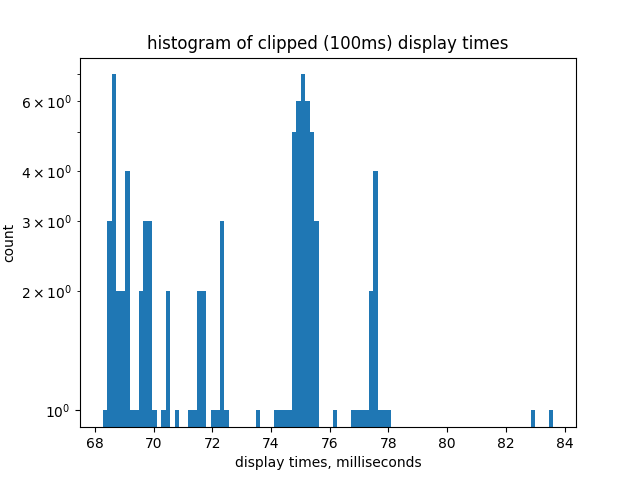 histogram of clipped (100ms) display times
count
6 × 10⁰
4 × 10⁰
3 × 10⁰
2 × 10⁰
10⁰
68 70 72 74 76 78 80 82 84
display times, milliseconds